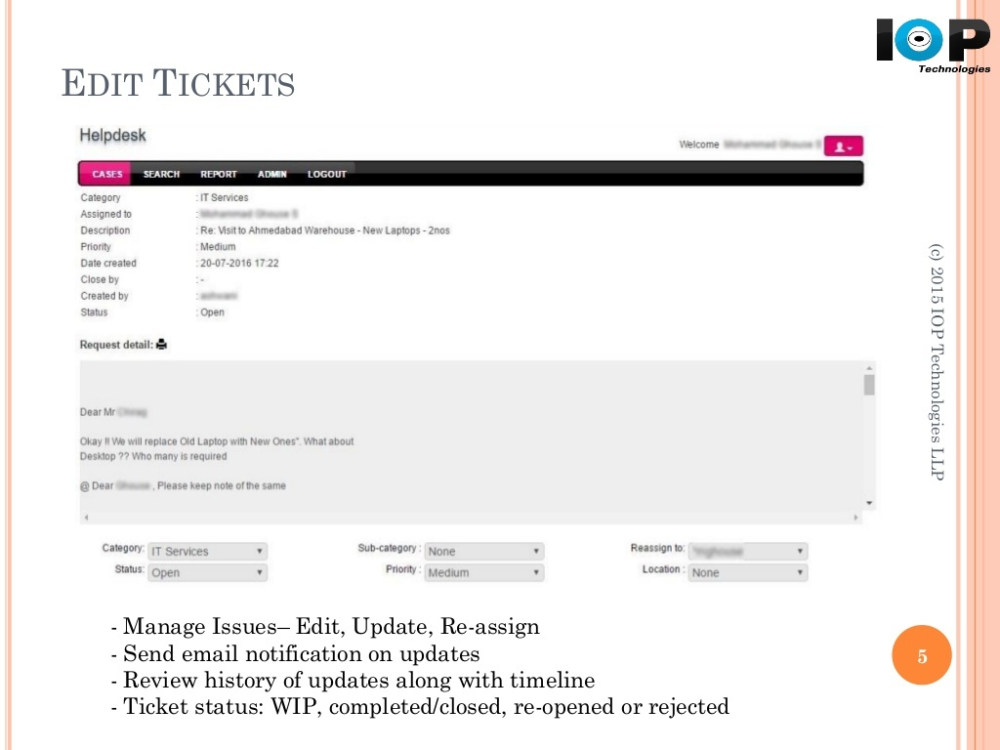 IOP
Technologies
EDIT TICKETS
Helpdesk
Welcome
CASES SEARCH REPORT ADMIN LOGOUT
Category : IT Services
Assigned to :
Description : Re: Visit to Ahmedabad Warehouse - New Laptops - 2nos
Priority : Medium
Date created : 20-07-2016 17:22
Close by : -
Created by :
Status : Open
Request detail:
Dear Mr
Okay !! We will replace Old Laptop with New Ones". What about
Desktop ?? Who many is required
@ Dear , Please keep note of the same
Category: IT Services Sub-category : None Reassign to:
Status: Open Priority : Medium Location : None
- Manage Issues– Edit, Update, Re-assign
- Send email notification on updates
- Review history of updates along with timeline
- Ticket status: WIP, completed/closed, re-opened or rejected
(c) 2015 IOP Technologies LLP
5